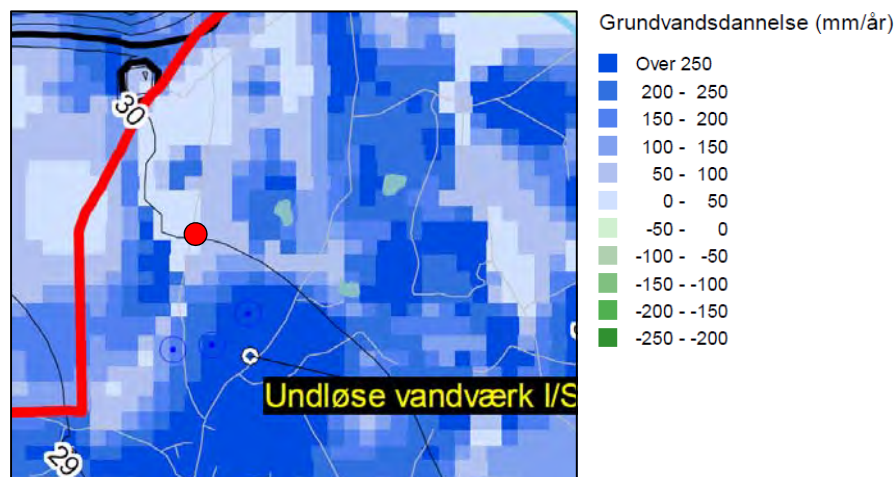 Grundvandsdannelse (mm/år)
Over 250
200 - 250
150 - 200
100 - 150
50 - 100
0 - 50
-50 - 0
-100 - -50
-150 - -100
-200 - -150
-250 - -200
30
Undløse vandværk I/S
29